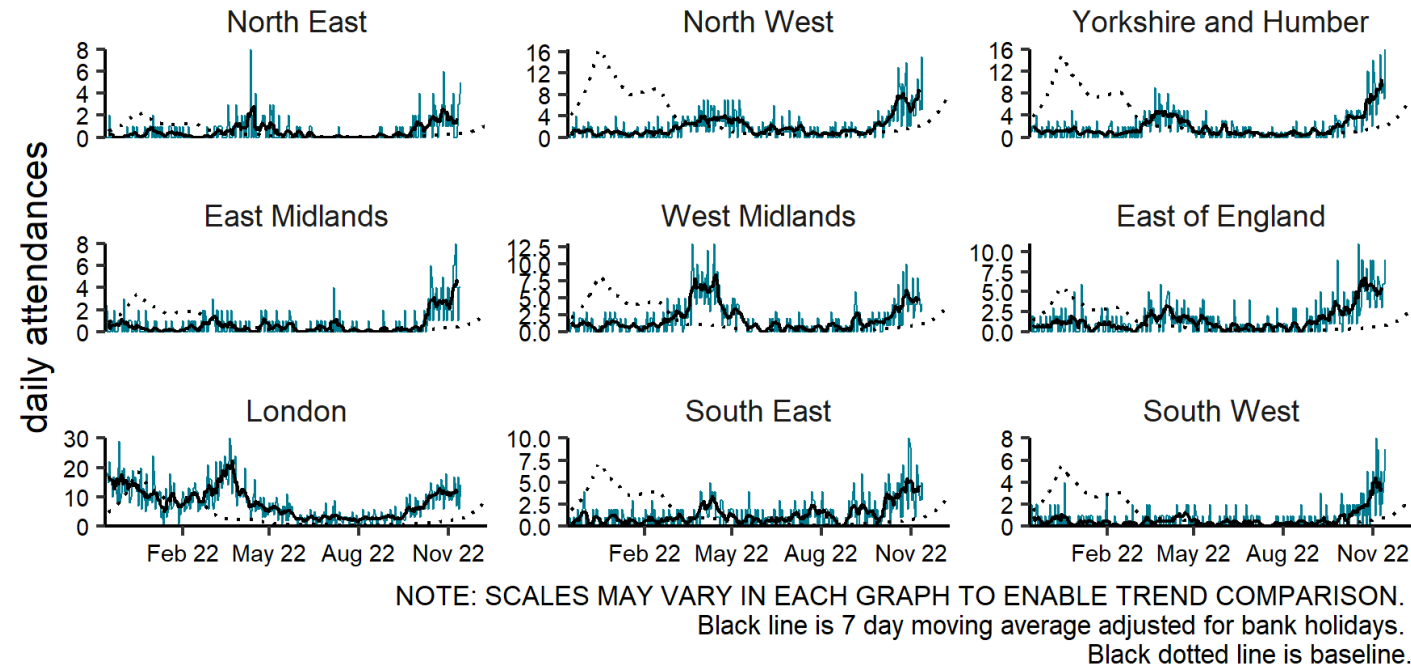 North East
North West
Yorkshire and Humber
8
6
4
2
0
16
12
8
4
0
16
12
8
4
0
daily attendances
East Midlands
West Midlands
East of England
8
6
4
2
0
12.5
10.0
7.5
5.0
2.5
0.0
10.0
7.5
5.0
2.5
0.0
London
South East
South West
30
20
10
0
10.0
7.5
5.0
2.5
0.0
8
6
4
2
0
Feb 22 May 22 Aug 22 Nov 22
Feb 22 May 22 Aug 22 Nov 22
Feb 22 May 22 Aug 22 Nov 22
NOTE: SCALES MAY VARY IN EACH GRAPH TO ENABLE TREND COMPARISON.
Black line is 7 day moving average adjusted for bank holidays.
Black dotted line is baseline.